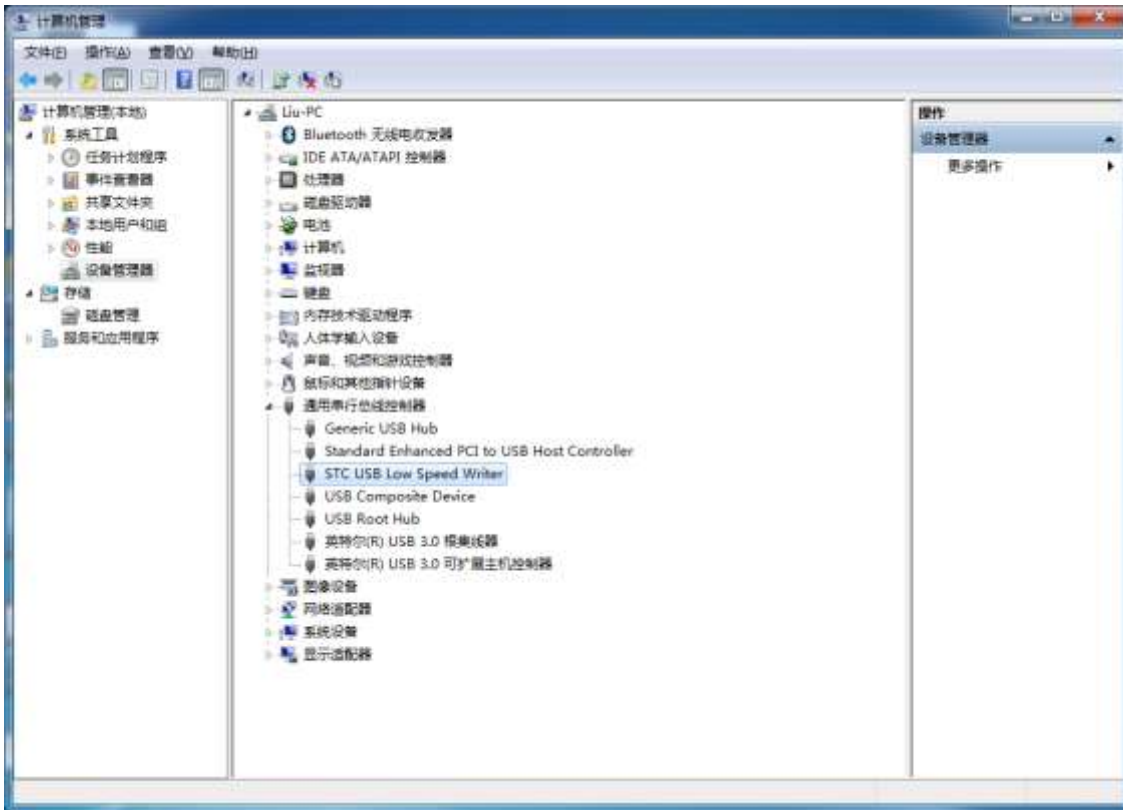 计算机管理
文件(F) 操作(A) 查看(V) 帮助(H)
计算机管理(本地)
系统工具
任务计划程序
事件查看器
共享文件夹
本地用户和组
性能
设备管理器
存储
磁盘管理
服务和应用程序
Liu-PC
Bluetooth 无线电收发器
IDE ATA/ATAPI 控制器
处理器
磁盘驱动器
电池
计算机
监视器
键盘
内存技术驱动程序
人体学输入设备
声音、视频和游戏控制器
鼠标和其他指针设备
通用串行总线控制器
Generic USB Hub
Standard Enhanced PCI to USB Host Controller
STC USB Low Speed Writer
USB Composite Device
USB Root Hub
英特尔(R) USB 3.0 根集线器
英特尔(R) USB 3.0 可扩展主机控制器
图像设备
网络适配器
系统设备
显示适配器
操作
设备管理器
更多操作